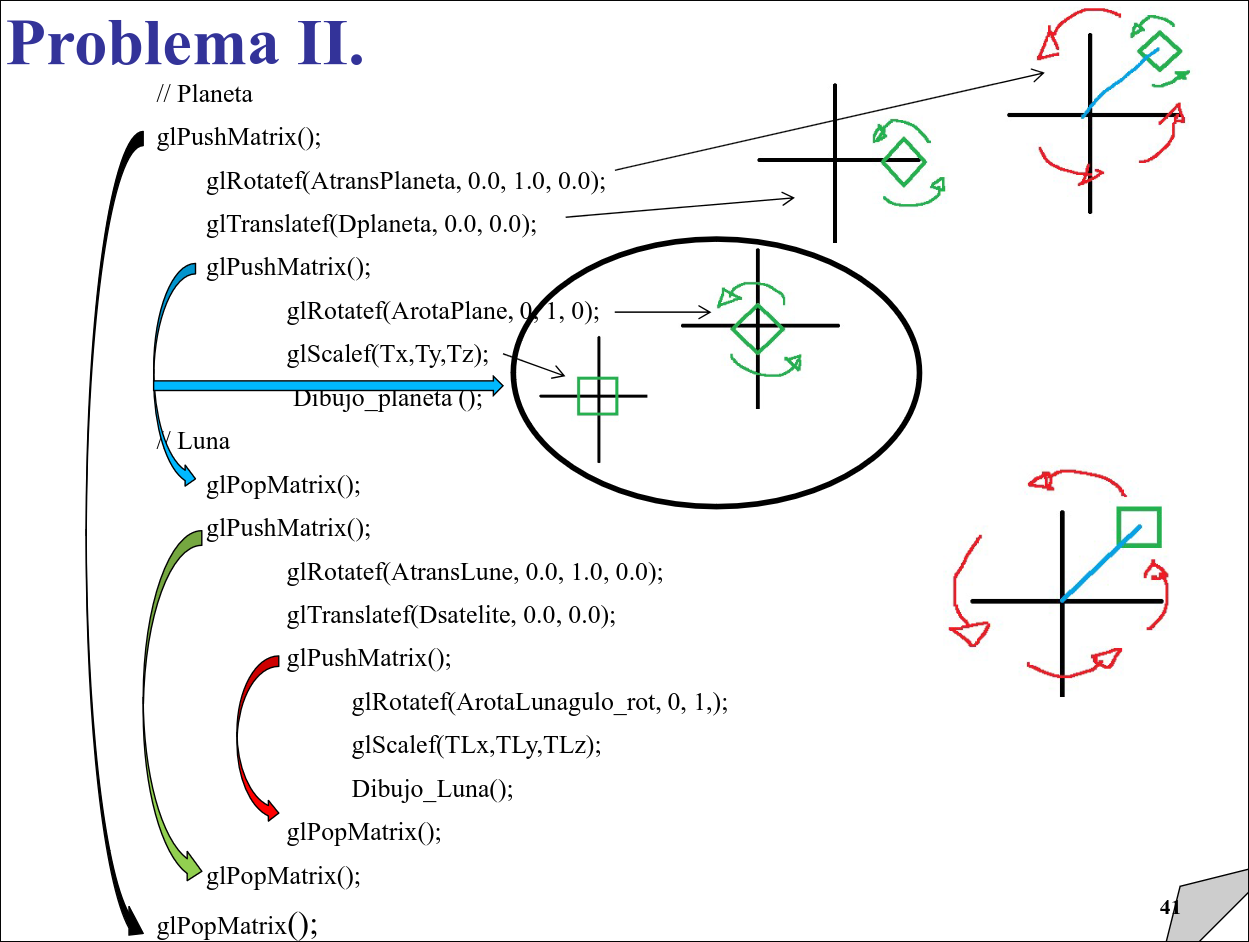 Problema II.
// Planeta
glPushMatrix();
glRotatef(AtransPlaneta, 0.0, 1.0, 0.0);
glTranslatef(Dplaneta, 0.0, 0.0);
glPushMatrix();
glRotatef(ArotaPlane, 0, 1, 0);
glScalef(Tx,Ty,Tz);
Dibujo_planeta ();
// Luna
glPopMatrix();
glPushMatrix();
glRotatef(AtransLune, 0.0, 1.0, 0.0);
glTranslatef(Dsatelite, 0.0, 0.0);
glPushMatrix();
glRotatef(ArotaLunagulo_rot, 0, 1,);
glScalef(TLx,TLy,TLz);
Dibujo_Luna();
glPopMatrix();
glPopMatrix();
glPopMatrix();
41